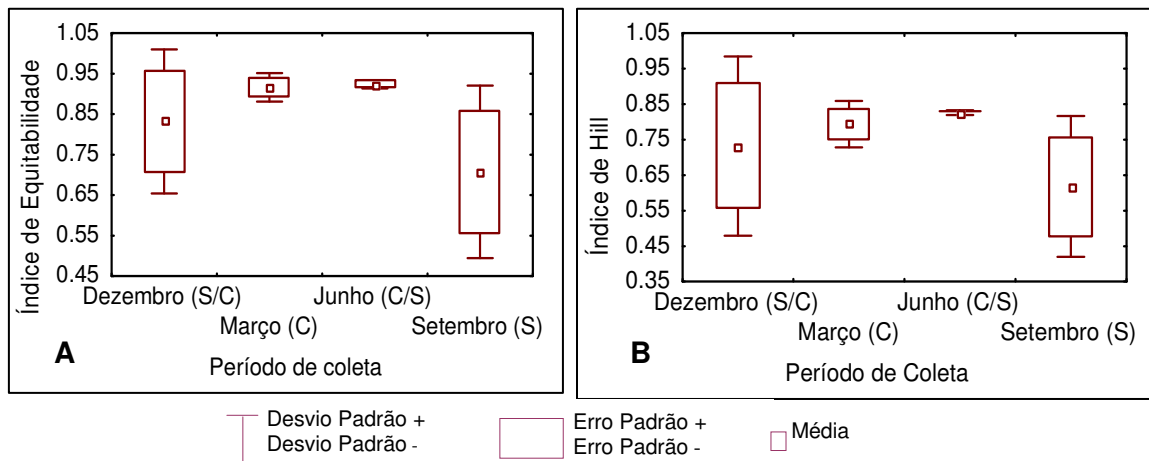 Índice de Equitabilidade
1.05
0.95
0.85
0.75
0.65
0.55
0.45
Dezembro (S/C)
Junho (C/S)
Março (C)
Setembro (S)
A
Período de coleta
Índice de Hill
1.05
0.95
0.85
0.75
0.65
0.55
0.45
0.35
Dezembro (S/C)
Junho (C/S)
Março (C)
Setembro (S)
B
Período de Coleta
Desvio Padrão +
Desvio Padrão -
Erro Padrão +
Erro Padrão -
Média